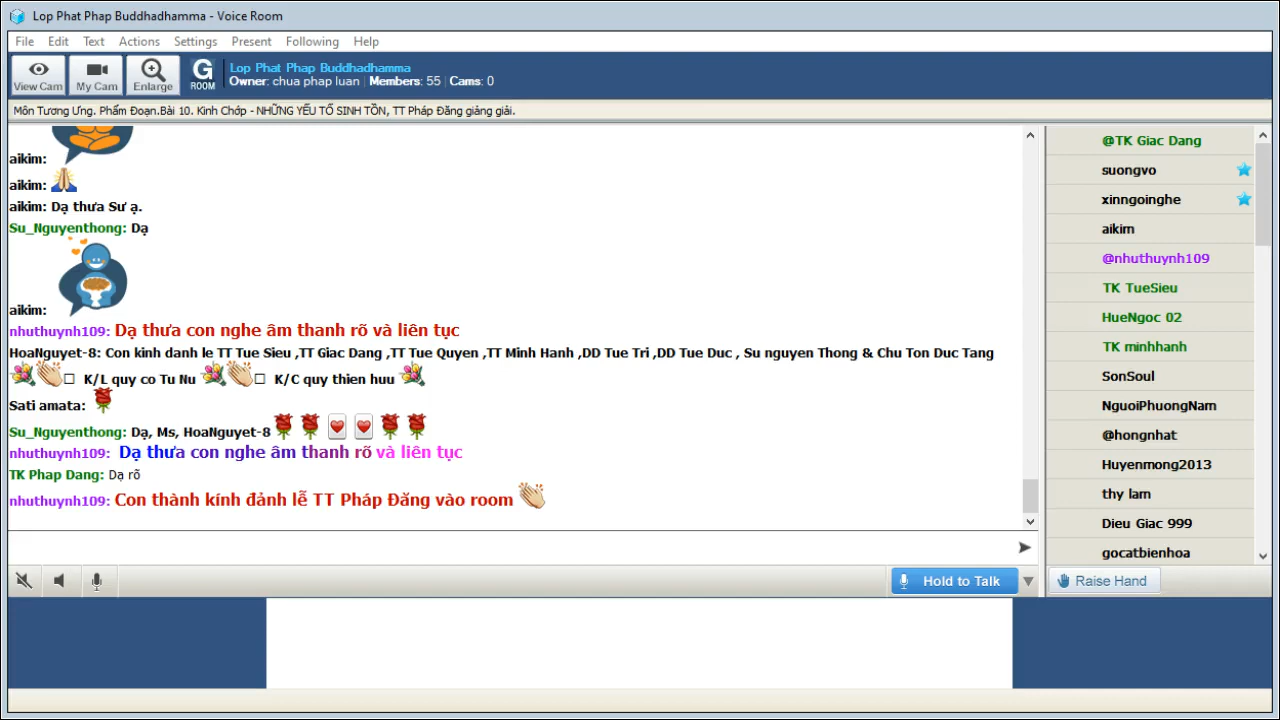 Lop Phat Phap Buddhadhamma - Voice Room
File Edit Text Actions Settings Present Following Help
View Cam My Cam Enlarge G ROOM
Lop Phat Phap Buddhadhamma
Owner: chua phap luan | Members: 55 | Cams: 0
Môn Tương Ưng. Phẩm Đoạn.Bài 10. Kinh Chớp - NHỮNG YẾU TỐ SINH TỒN, TT Pháp Đăng giảng giải.
aikim:
aikim:
aikim: Dạ thưa Sư ạ.
Su_Nguyenthong: Dạ
aikim:
nhuthuynh109: Dạ thưa con nghe âm thanh rõ và liên tục
HoaNguyet-8: Con kinh danh le TT Tue Sieu ,TT Giac Dang ,TT Tue Quyen ,TT Minh Hanh ,DD Tue Tri ,DD Tue Duc , Su nguyen Thong & Chu Ton Duc Tang
K/L quy co Tu Nu K/C quy thien huu
Sati amata:
Su_Nguyenthong: Dạ, Ms, HoaNguyet-8
nhuthuynh109: Dạ thưa con nghe âm thanh rõ và liên tục
TK Phap Dang: Dạ rõ
nhuthuynh109: Con thành kính đảnh lễ TT Pháp Đăng vào room
@TK Giac Dang
suongvo
xinngoinghe
aikim
@nhuthuynh109
TK TueSieu
HueNgoc 02
TK minhhanh
SonSoul
NguoiPhuongNam
@hongnhat
Huyenmong2013
thy lam
Dieu Giac 999
gocatbienhoa
Hold to Talk
Raise Hand